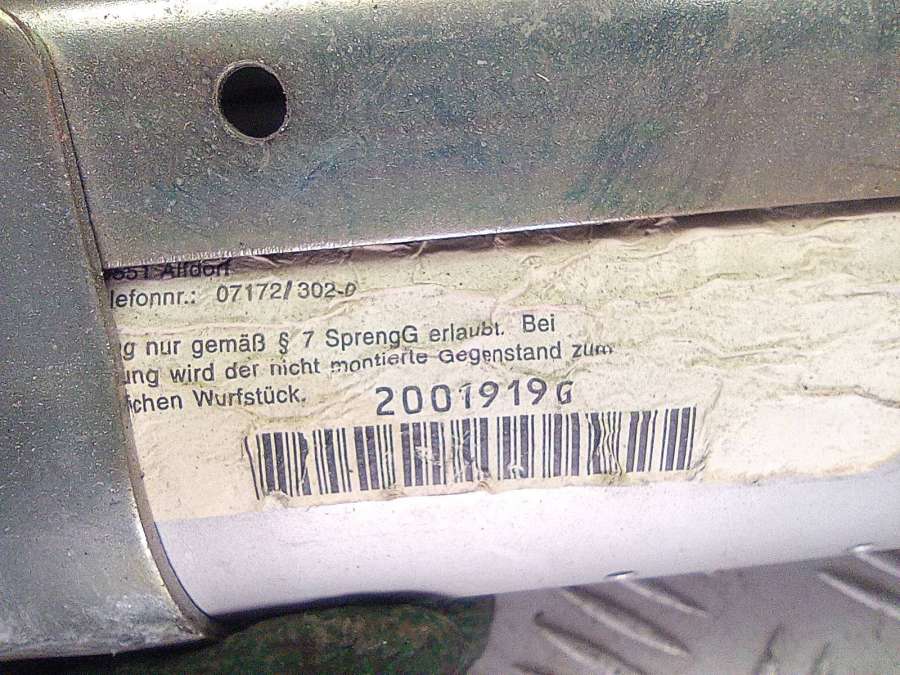 Alfdorf
lefonnr.: 07172/302-0
g nur gemäß § 7 SprengG erlaubt. Bei
ung wird der nicht montierte Gegenstand zum
ichen Wurfstück.
2001919G